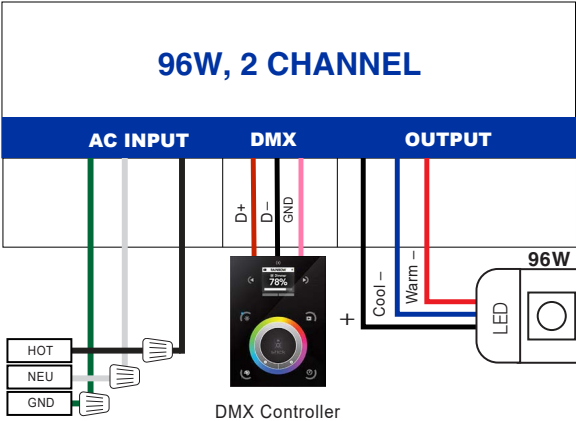 96W, 2 CHANNEL
AC INPUT DMX OUTPUT
D+
D–
GND
+
Cool –
Warm –
96W
LED
78%
HOT
NEU
GND
DMX Controller